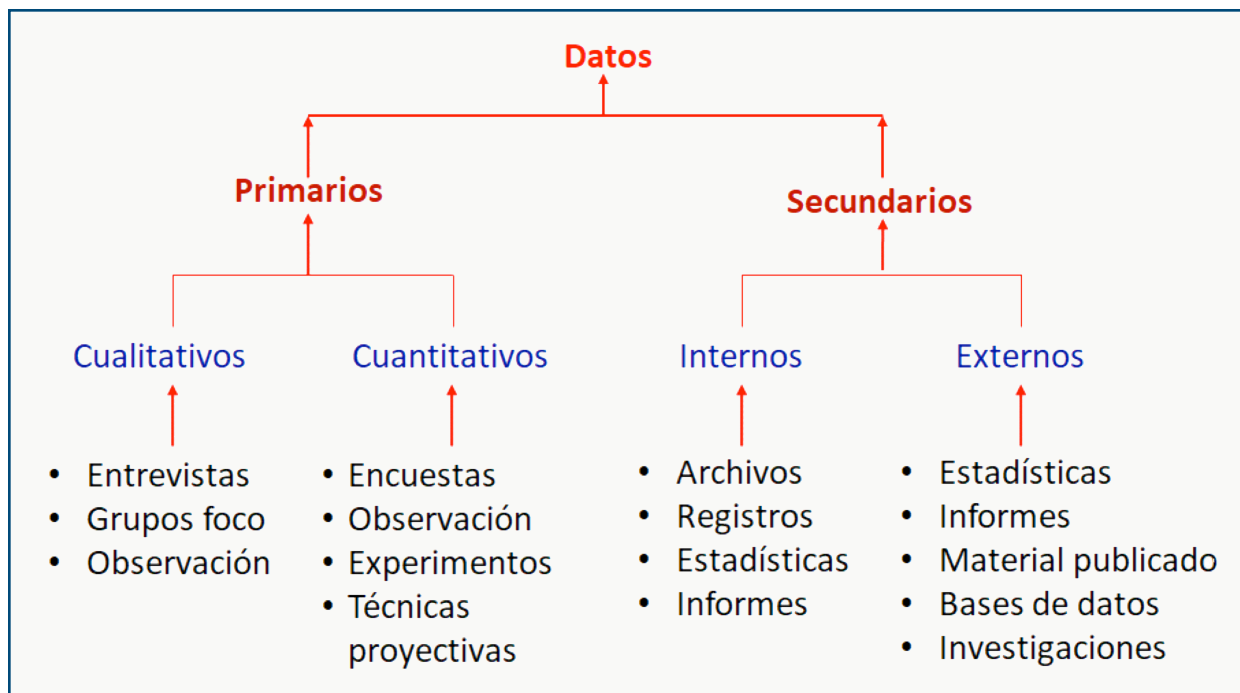 Datos
Primarios
Secundarios
Cualitativos
Cuantitativos
Internos
Externos
• Entrevistas
• Grupos foco
• Observación
• Encuestas
• Observación
• Experimentos
• Técnicas
proyectivas
• Archivos
• Registros
• Estadísticas
• Informes
• Estadísticas
• Informes
• Material publicado
• Bases de datos
• Investigaciones